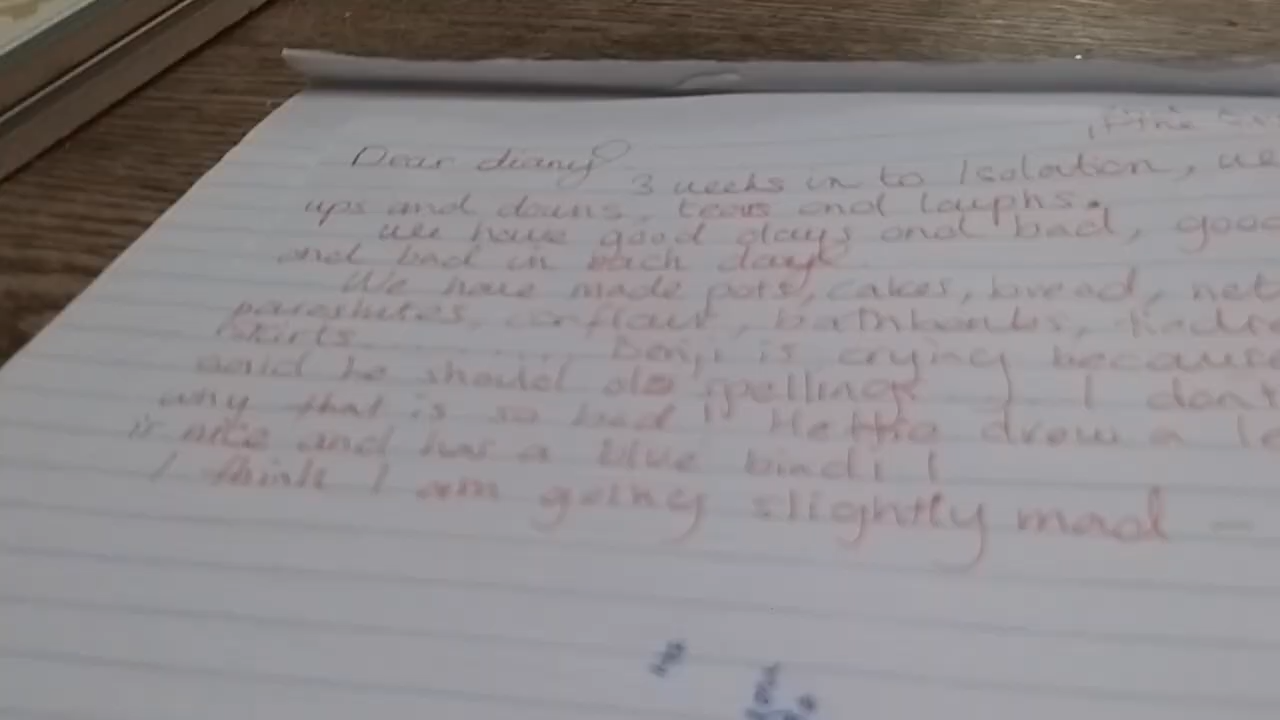 Dear diary
3 weeks in to Isolation, we
ups and downs, tears and laughs.
we have good days and bad, good
and bad in each day
We have made pots, cakes, bread, net
parashutes, cornflour, bathbombs,
skirts Benji is crying because
said he should do spellings I don't
why that is so bad ! Hettie drew a
it nice and has a blue bindi !
I think I am going slightly mad -